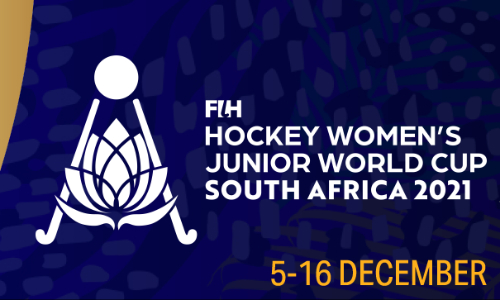 FIH
HOCKEY WOMEN'S
JUNIOR WORLD CUP
SOUTH AFRICA 2021
5-16 DECEMBER